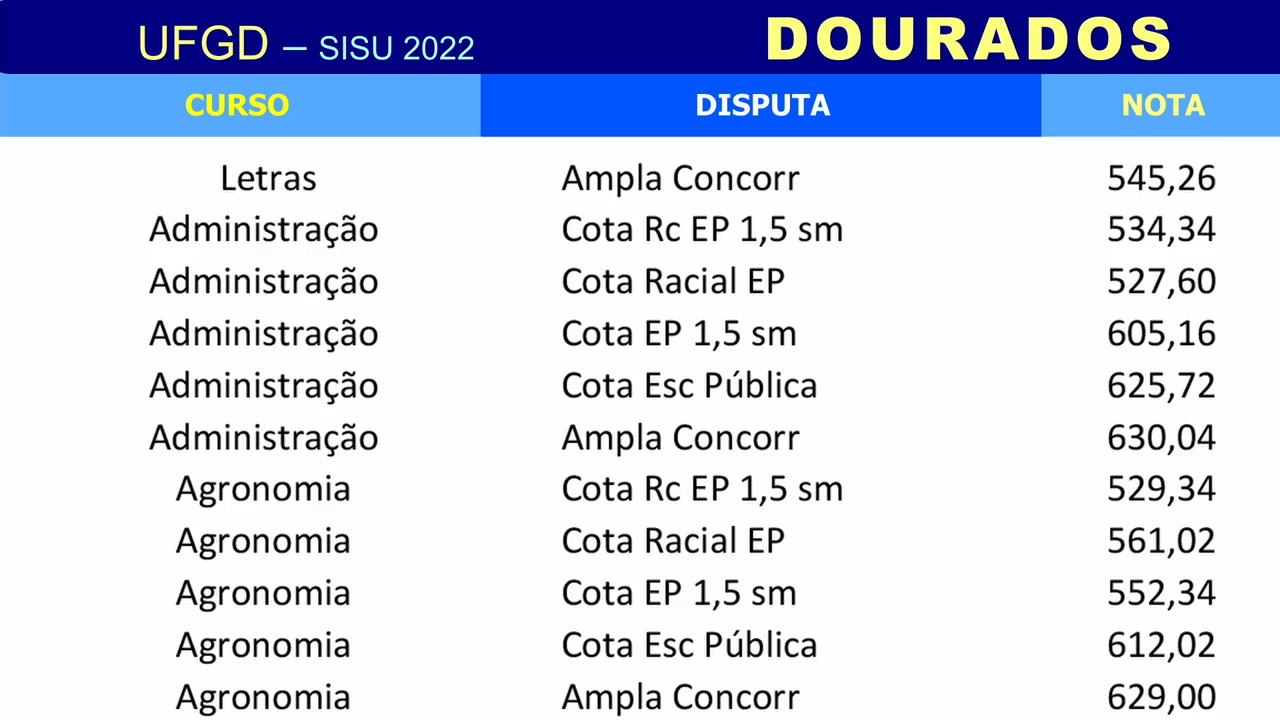 UFGD – SISU 2022 DOURADOS
CURSO DISPUTA NOTA
Letras Ampla Concorr 545,26
Administração Cota Rc EP 1,5 sm 534,34
Administração Cota Racial EP 527,60
Administração Cota EP 1,5 sm 605,16
Administração Cota Esc Pública 625,72
Administração Ampla Concorr 630,04
Agronomia Cota Rc EP 1,5 sm 529,34
Agronomia Cota Racial EP 561,02
Agronomia Cota EP 1,5 sm 552,34
Agronomia Cota Esc Pública 612,02
Agronomia Ampla Concorr 629,00